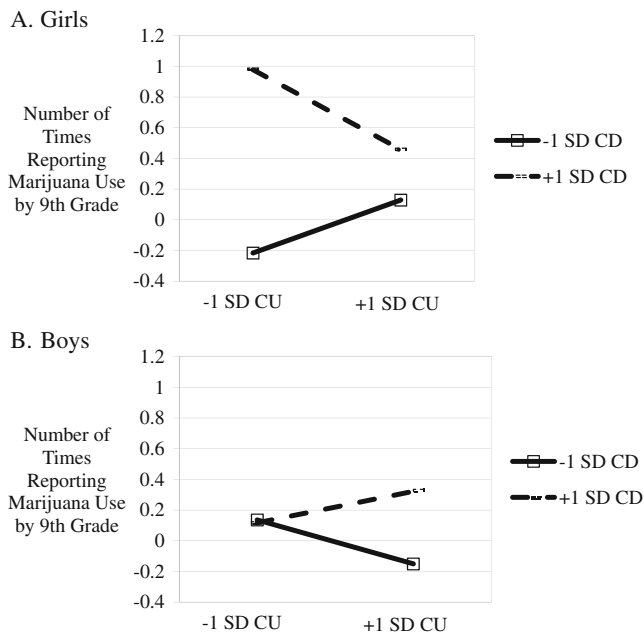 A. Girls
1.2
1
0.8
0.6
0.4
0.2
0
-0.2
-0.4
Number of
Times
Reporting
Marijuana Use
by 9th Grade
-1 SD CD
+1 SD CD
-1 SD CU +1 SD CU
B. Boys
1.2
1
0.8
0.6
0.4
0.2
0
-0.2
-0.4
Number of
Times
Reporting
Marijuana Use
by 9th Grade
-1 SD CD
+1 SD CD
-1 SD CU +1 SD CU